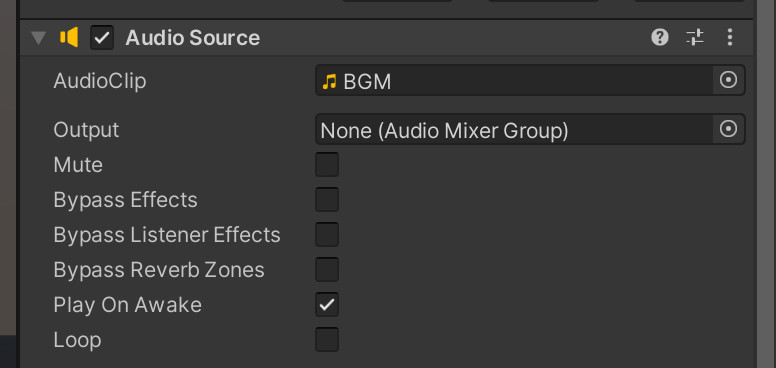 Audio Source
AudioClip
BGM
Output
None (Audio Mixer Group)
Mute
Bypass Effects
Bypass Listener Effects
Bypass Reverb Zones
Play On Awake
Loop